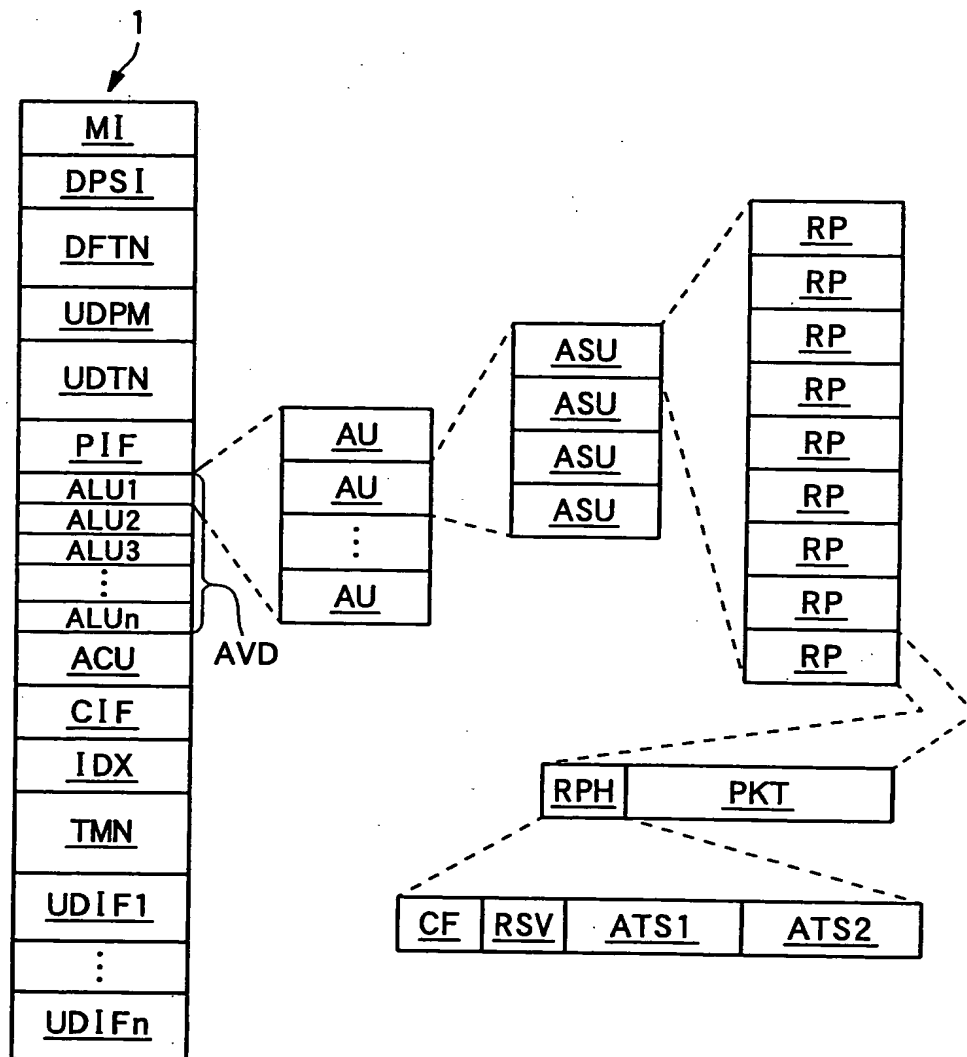 1
MI
DPSI
DFTN
UDPM
UDTN
PIF
ALU1
ALU2
ALU3
⋮
ALUn
AVD
ACU
CIF
IDX
TMN
UDIF1
⋮
UDIFn
AU
AU
⋮
AU
ASU
ASU
ASU
ASU
RP
RP
RP
RP
RP
RP
RP
RP
RP
RPH PKT
CF RSV ATS1 ATS2